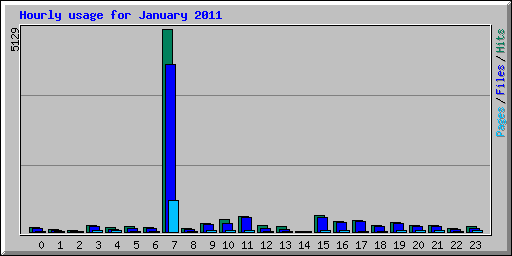 Hourly usage for January 2011
5129
Pages/Files/Hits
0 1 2 3 4 5 6 7 8 9 10 11 12 13 14 15 16 17 18 19 20 21 22 23